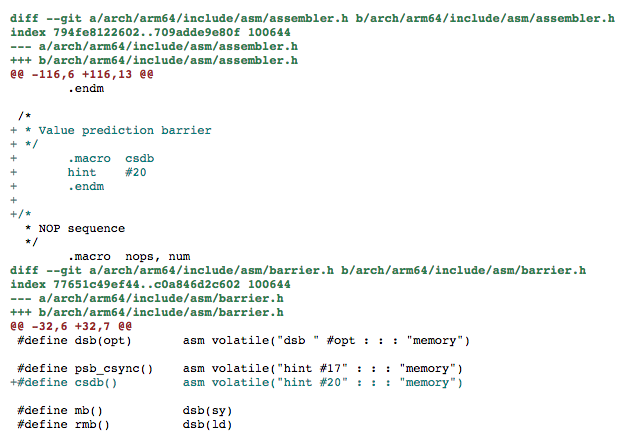 diff --git a/arch/arm64/include/asm/assembler.h b/arch/arm64/include/asm/assembler.h
index 794fe8122602..709adde9e80f 100644
--- a/arch/arm64/include/asm/assembler.h
+++ b/arch/arm64/include/asm/assembler.h
@@ -116,6 +116,13 @@
        .endm

 /*
+ * Value prediction barrier
+ */
+       .macro  csdb
+       hint    #20
+       .endm
+
+/*
  * NOP sequence
  */
        .macro  nops, num
diff --git a/arch/arm64/include/asm/barrier.h b/arch/arm64/include/asm/barrier.h
index 77651c49ef44..c0a846d2c602 100644
--- a/arch/arm64/include/asm/barrier.h
+++ b/arch/arm64/include/asm/barrier.h
@@ -32,6 +32,7 @@
 #define dsb(opt)       asm volatile("dsb " #opt : : : "memory")

 #define psb_csync()    asm volatile("hint #17" : : : "memory")
+#define csdb()         asm volatile("hint #20" : : : "memory")

 #define mb()           dsb(sy)
 #define rmb()          dsb(ld)